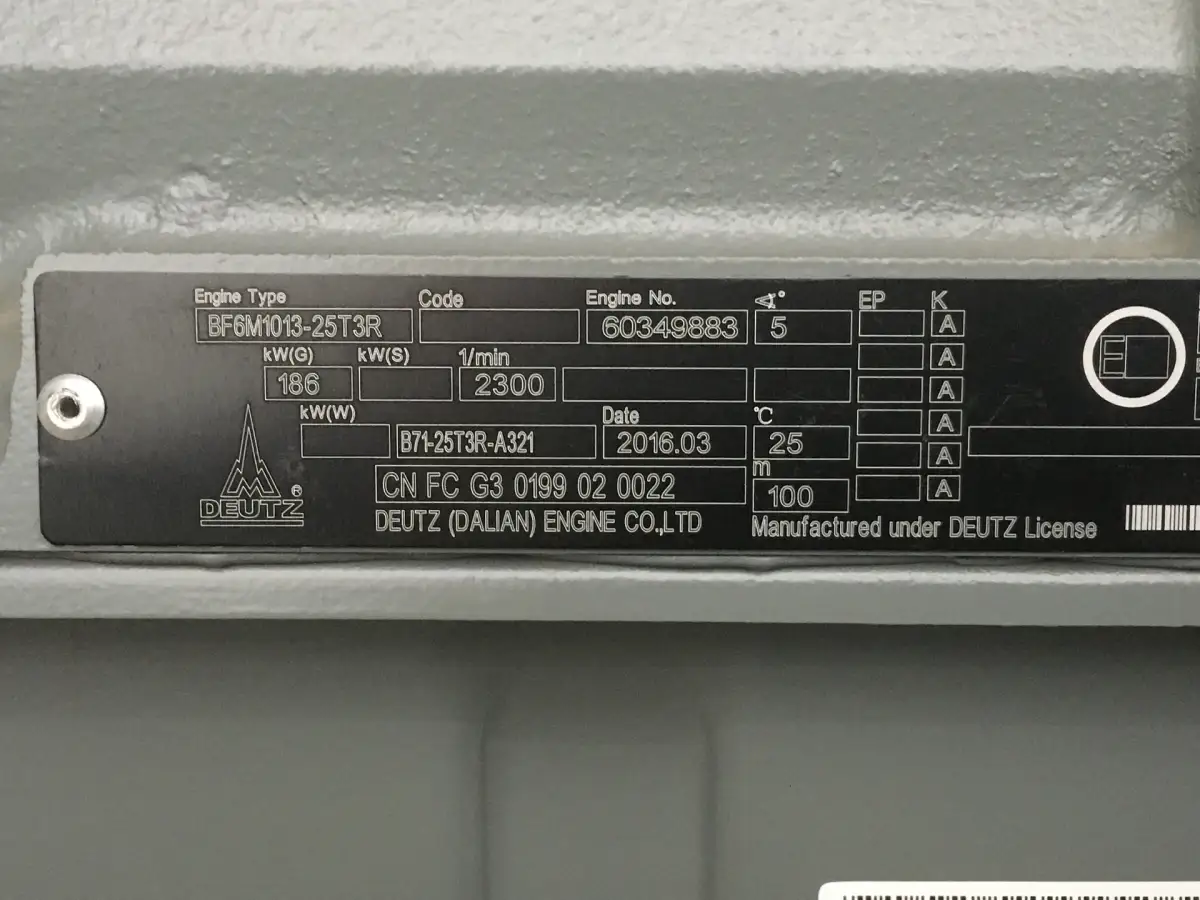 Engine Type Code Engine No. ∢° EP K
BF6M1013-25T3R 60349883 5 A
kW(G) kW(S) 1/min A
186 2300 A
kW(W) Date °C A
B71-25T3R-A321 2016.03 25 A
CN FC G3 0199 02 0022 m A
100
DEUTZ®
DEUTZ (DALIAN) ENGINE CO.,LTD Manufactured under DEUTZ License
E